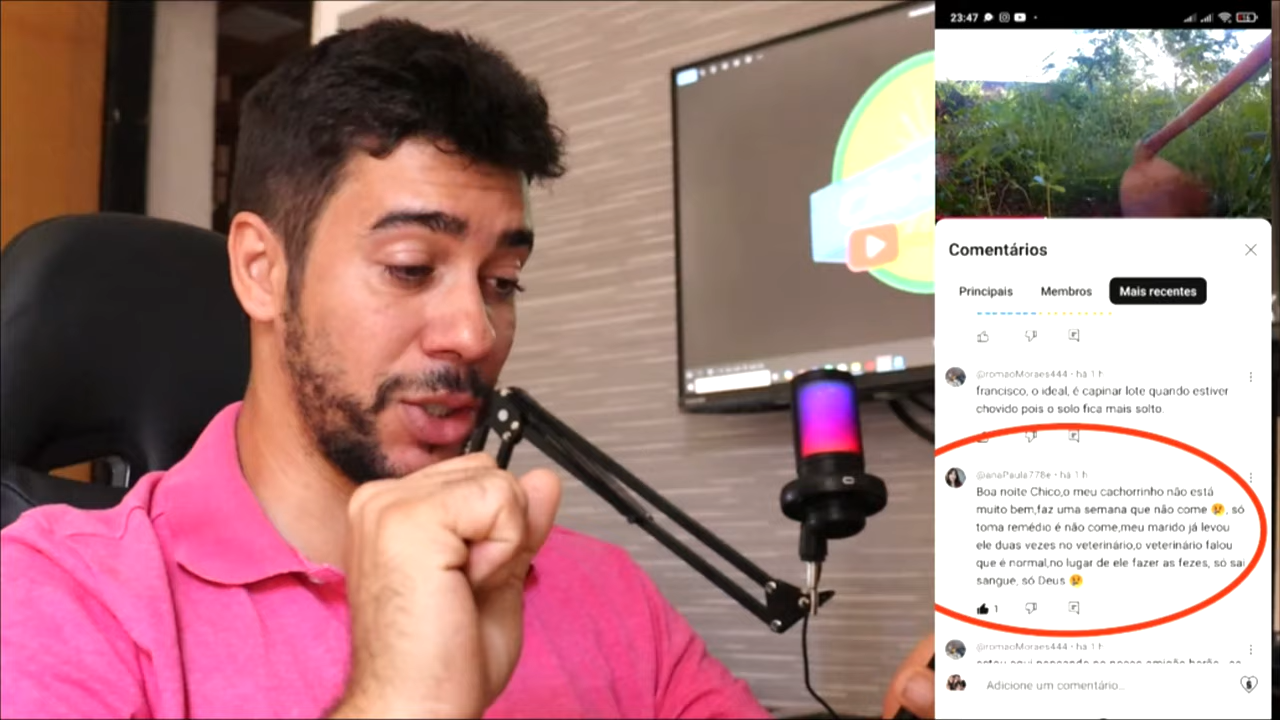 23:47
Comentários
Principais
Membros
Mais recentes
@romaoMoraes444 · há 1 h
francisco, o ideal, é capinar lote quando estiver
chovido pois o solo fica mais solto.
@anaPaula778e · há 1 h
Boa noite Chico,o meu cachorrinho não está
muito bem,faz uma semana que não come 😢, só
toma remédio é não come,meu marido já levou
ele duas vezes no veterinário,o veterinário falou
que é normal,no lugar de ele fazer as fezes, só sai
sangue, só Deus 😢
1
@romaoMoraes444 · há 1 h
Adicione um comentário...